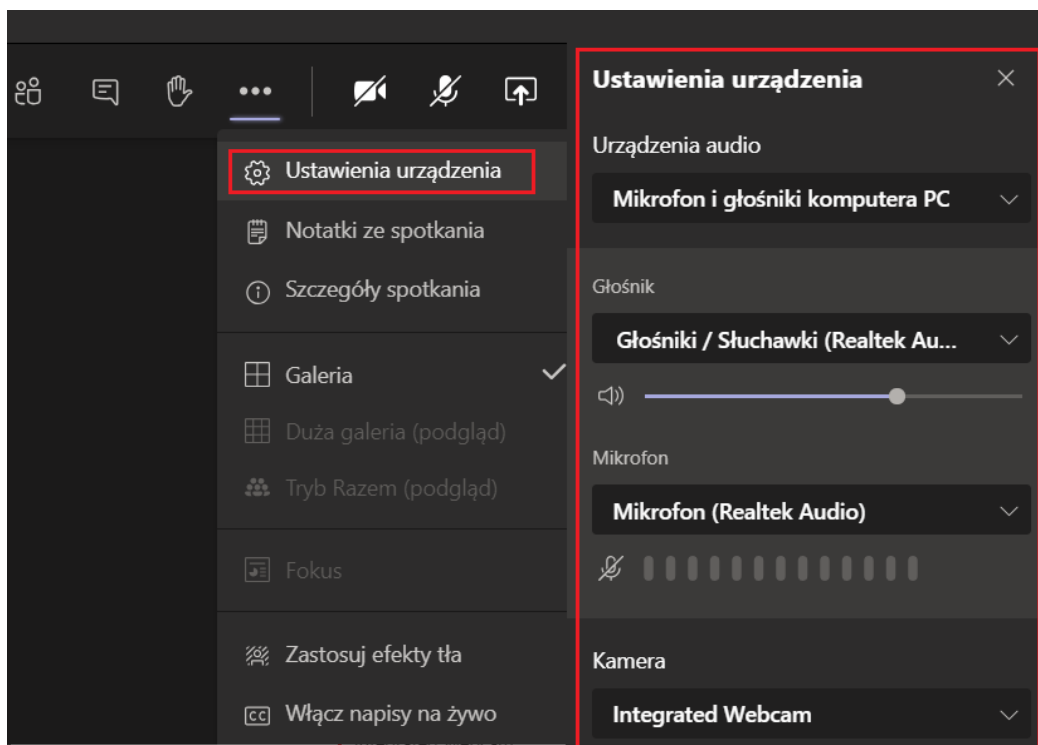 Ustawienia urządzenia
Notatki ze spotkania
Szczegóły spotkania
Galeria
Duża galeria (podgląd)
Tryb Razem (podgląd)
Fokus
Zastosuj efekty tła
CC Włącz napisy na żywo
Ustawienia urządzenia
Urządzenia audio
Mikrofon i głośniki komputera PC
Głośnik
Głośniki / Słuchawki (Realtek Au...
Mikrofon
Mikrofon (Realtek Audio)
Kamera
Integrated Webcam